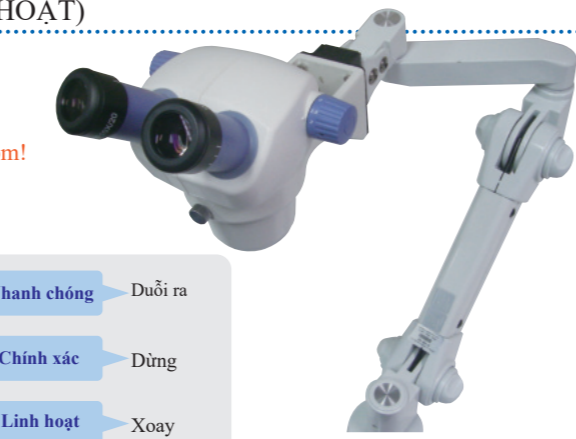 HOẠT)
m!
hanh chóng
Duỗi ra
Chính xác
Dừng
Linh hoạt
Xoay